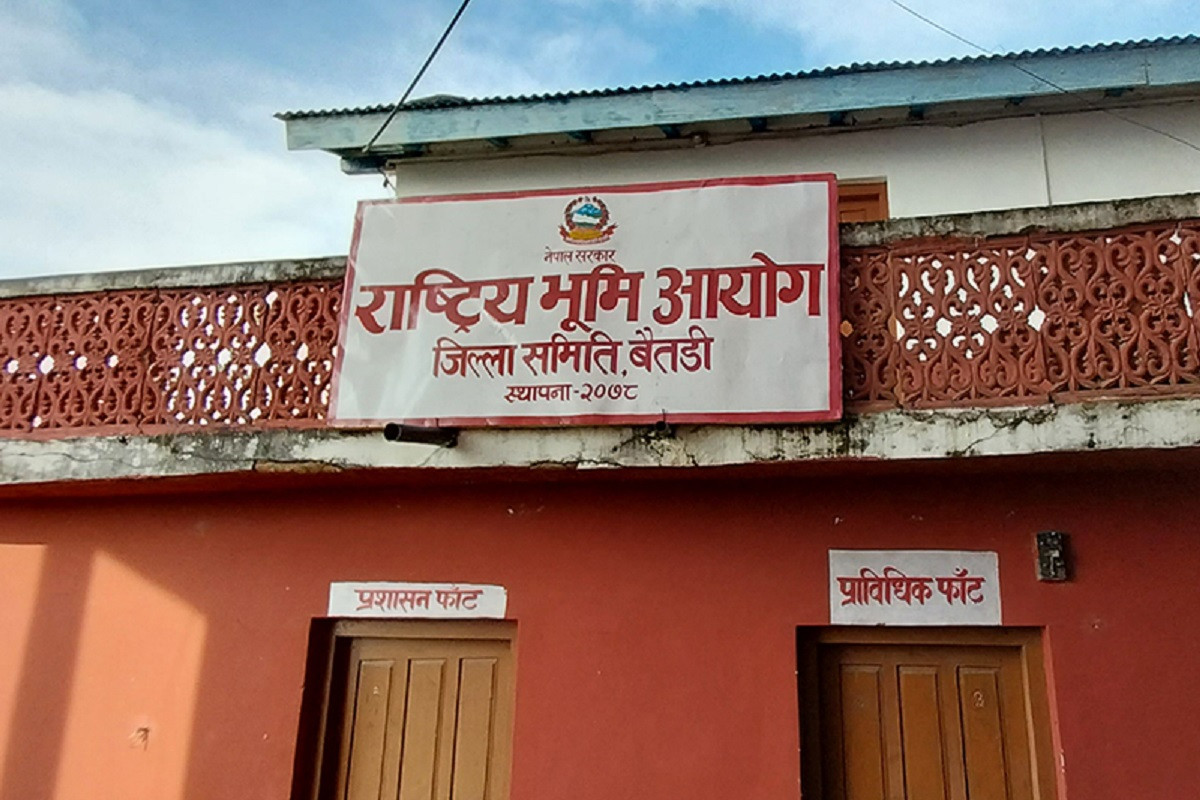 नेपाल सरकार
राष्ट्रिय भूमि आयोग
जिल्ला समिति, बैतडी
स्थापना-२०७८
प्रशासन फाँट
प्राविधिक फाँट